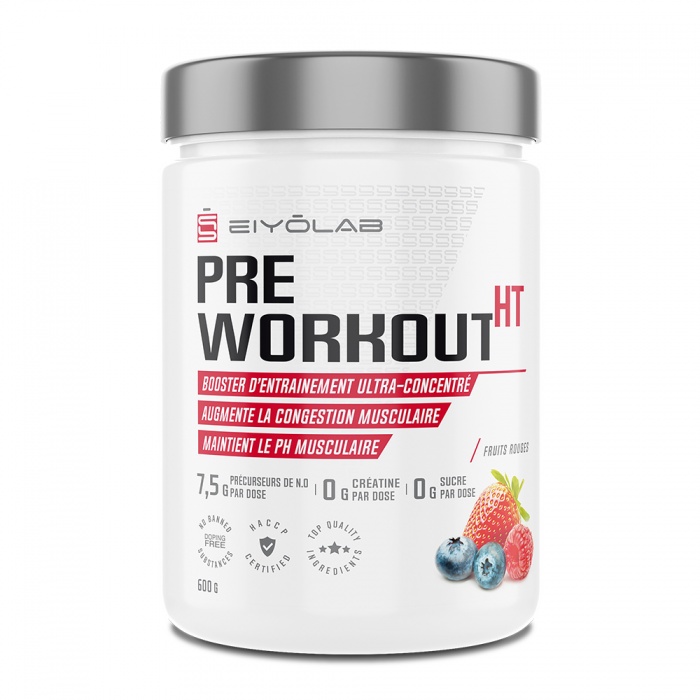 EIYŌLAB
PRE
WORKOUT HT
BOOSTER D'ENTRAINEMENT ULTRA-CONCENTRÉ
AUGMENTE LA CONGESTION MUSCULAIRE
MAINTIENT LE PH MUSCULAIRE
/ FRUITS ROUGES
7,5 G PRÉCURSEURS DE N.O PAR DOSE | 0 G CRÉATINE PAR DOSE | 0 G SUCRE PAR DOSE
NO BANNED SUBSTANCES
DOPING FREE
HACCP CERTIFIED
TOP QUALITY INGREDIENTS
600 G